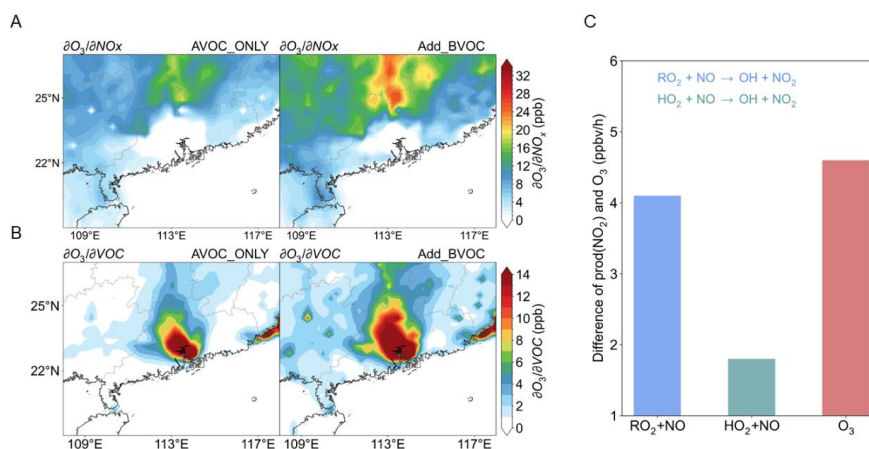 A
∂O₃/∂NOx AVOC_ONLY
∂O₃/∂NOx Add_BVOC
25°N
22°N
109°E 113°E 117°E
109°E 113°E 117°E
32
28
24
20
16
12
8
4
0
∂O₃/∂NOₓ (ppb)
B
∂O₃/∂VOC AVOC_ONLY
∂O₃/∂VOC Add_BVOC
25°N
22°N
109°E 113°E 117°E
109°E 113°E 117°E
14
12
10
8
6
4
2
0
∂O₃/∂VOC (ppb)
C
Difference of prod(NO₂) and O₃ (ppbv/h)
6
5
4
3
2
1
RO₂ + NO → OH + NO₂
HO₂ + NO → OH + NO₂
RO₂+NO HO₂+NO O₃